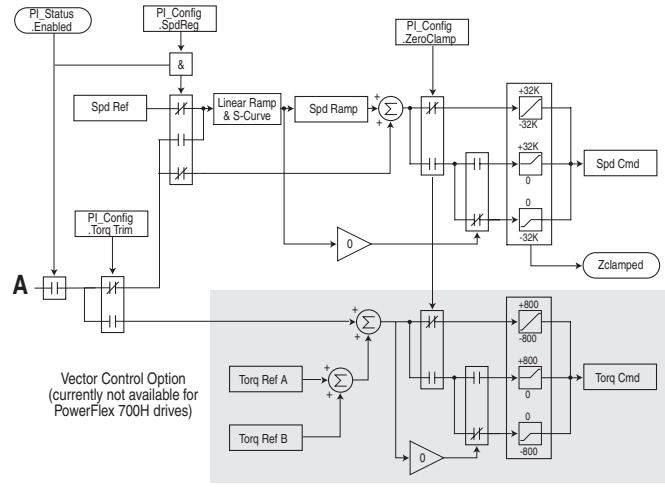 PI_Status
.Enabled
PI_Config
.SpdReg
PI_Config
.ZeroClamp
&
Spd Ref
Linear Ramp
& S-Curve
Spd Ramp
+
+
Σ
+32K
-32K
+32K
0
Spd Cmd
0
-32K
0
Zclamped
PI_Config
.Torq Trim
A
Vector Control Option
(currently not available for
PowerFlex 700H drives)
+
+
Σ
Torq Ref A
+
+
Σ
Torq Ref B
+800
-800
+800
0
Torq Cmd
0
-800
0